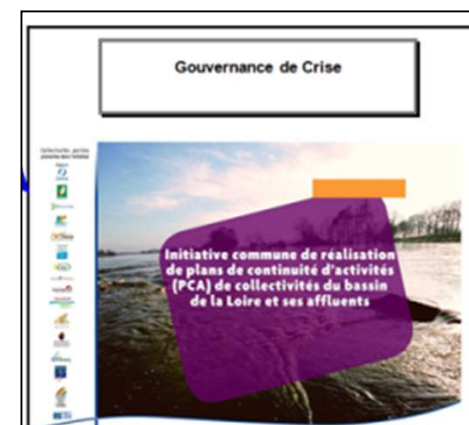 Gouvernance de Crise
Initiative commune de réalisation
de plans de continuité d'activités
(PCA) de collectivités du bassin
de la Loire et ses affluents